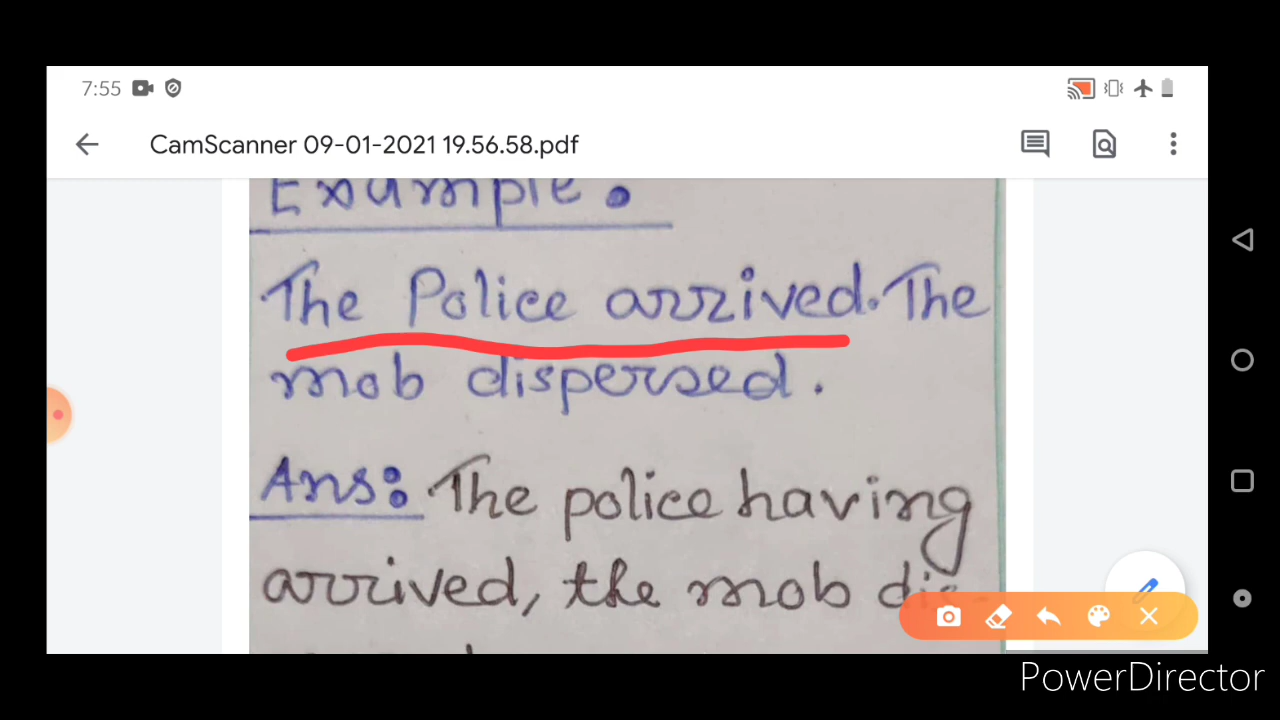 7:55
CamScanner 09-01-2021 19.56.58.pdf
Example:
The Police arrived. The
mob dispersed.
Ans: The police having
arrived, the mob dis-
PowerDirector